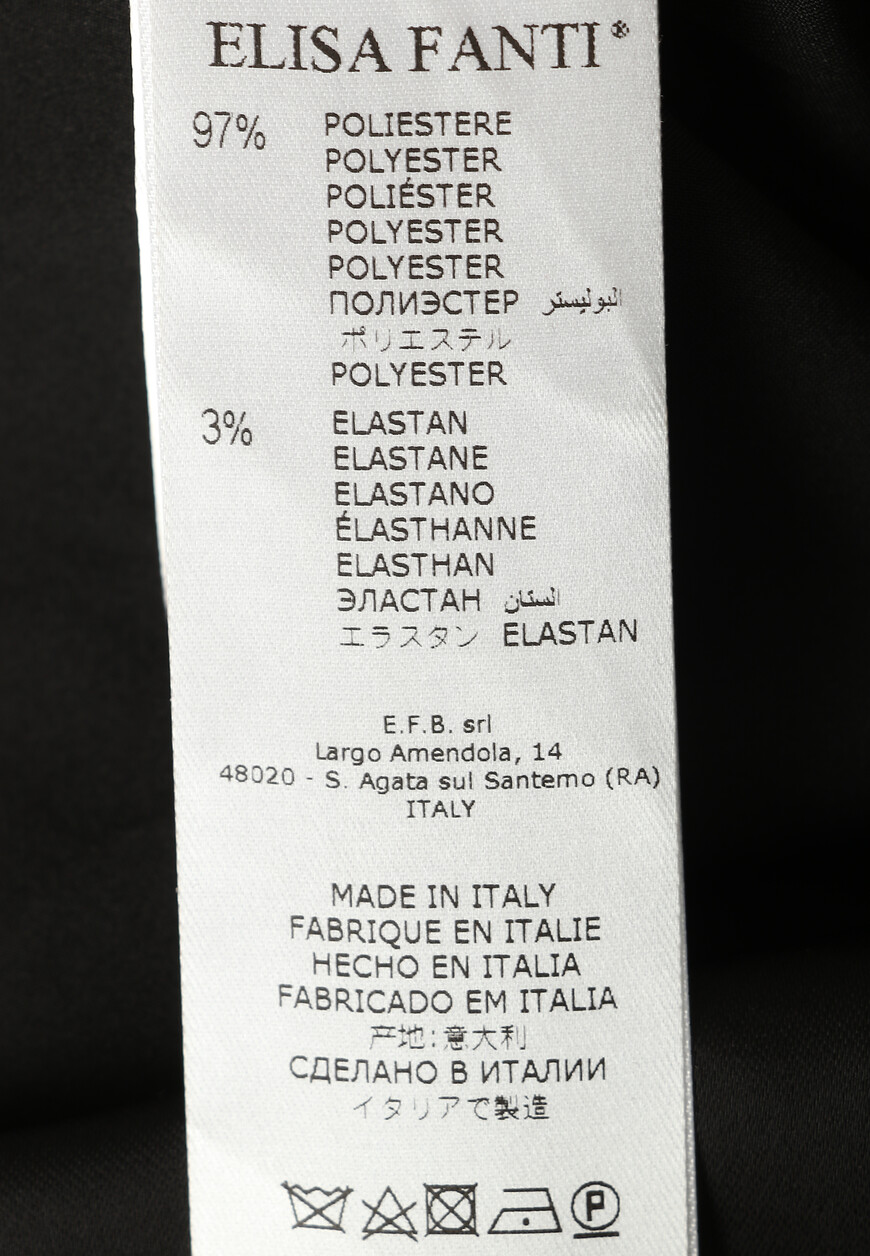 ELISA FANTI®
97% POLIESTERE
POLYESTER
POLIÉSTER
POLYESTER
POLYESTER
ПОЛИЭСТЕР البوليستر
ポリエステル
POLYESTER
3% ELASTAN
ELASTANE
ELASTANO
ÉLASTHANNE
ELASTHAN
ЭЛАСТАН الستان
エラスタン ELASTAN
E.F.B. srl
Largo Amendola, 14
48020 - S. Agata sul Santerno (RA)
ITALY
MADE IN ITALY
FABRIQUE EN ITALIE
HECHO EN ITALIA
FABRICADO EM ITALIA
产地:意大利
СДЕЛАНО В ИТАЛИИ
イタリアで製造
P